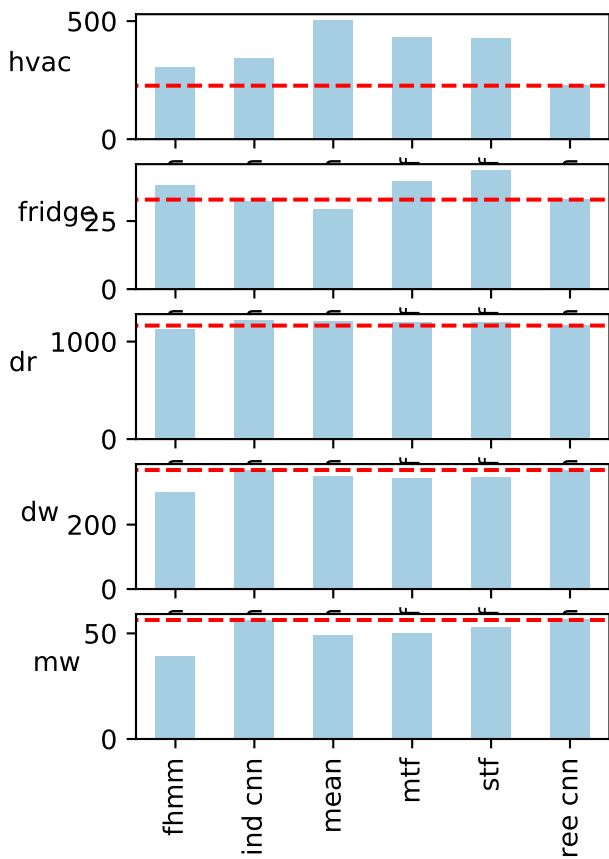 500
hvac
0
fridge
25
0
1000
dr
0
dw
200
0
50
mw
0
fhmm
ind cnn
mean
mtf
stf
ree cnn